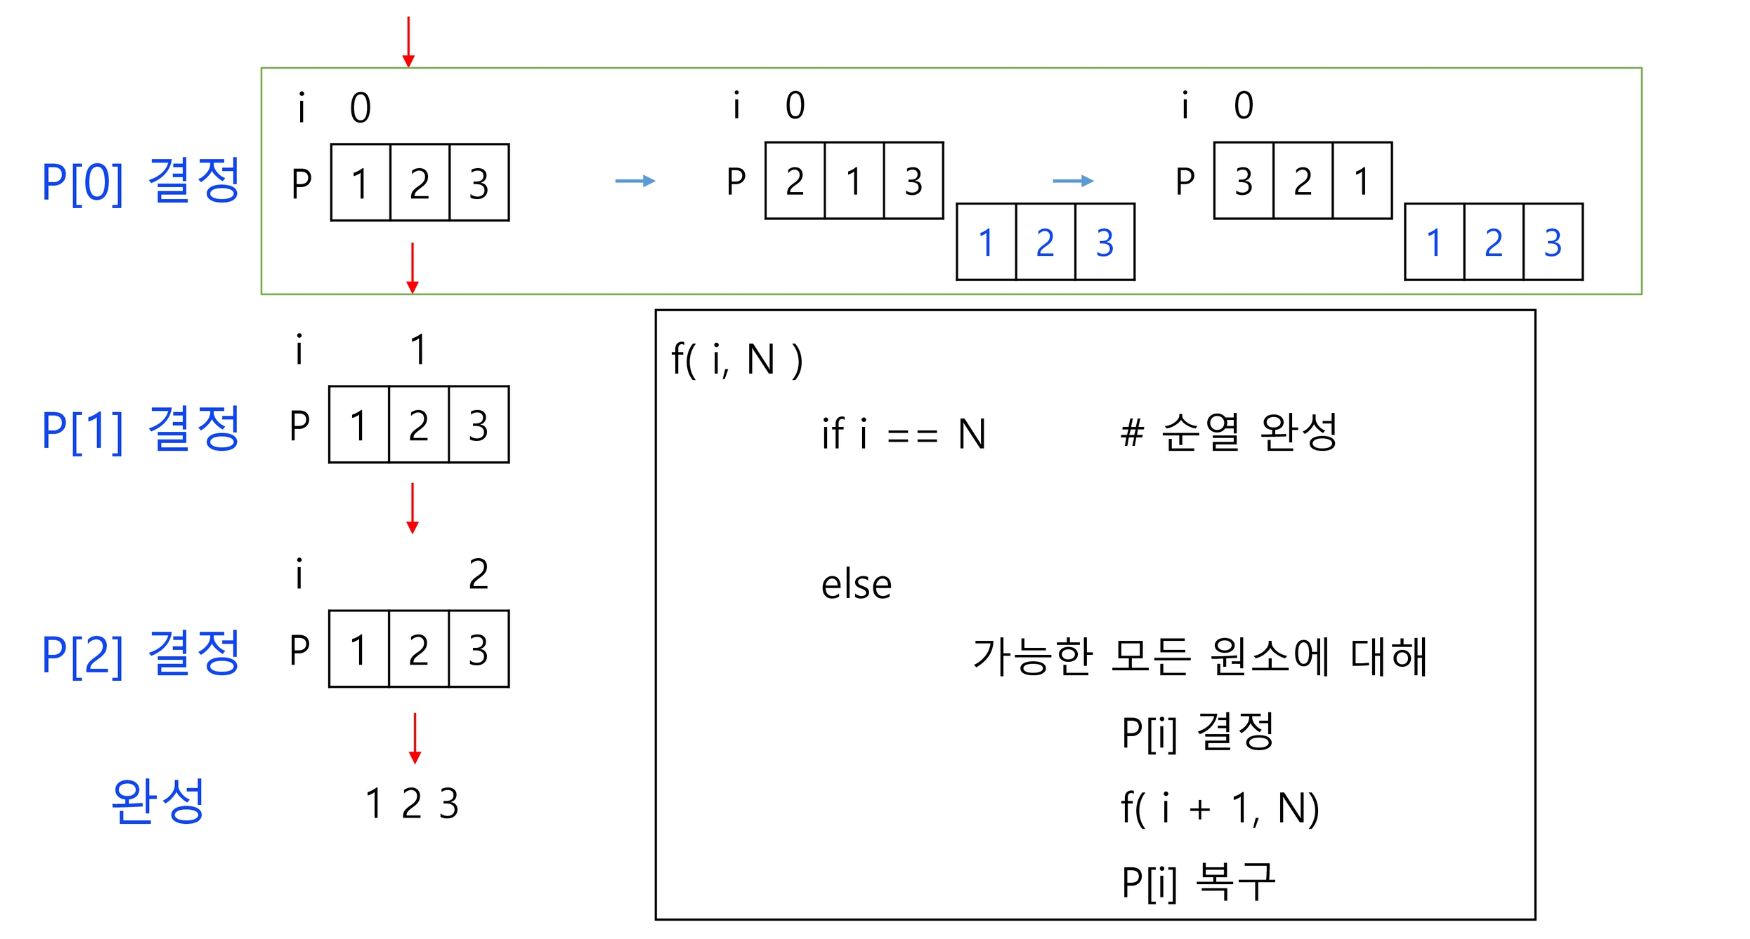 i 0
P[0] 결정 P 1 2 3
i 0
P 2 1 3
1 2 3
i 0
P 3 2 1
1 2 3
i 1
P[1] 결정 P 1 2 3
i 2
P[2] 결정 P 1 2 3
완성 1 2 3
f( i, N )
if i == N # 순열 완성
else
가능한 모든 원소에 대해
P[i] 결정
f( i + 1, N)
P[i] 복구